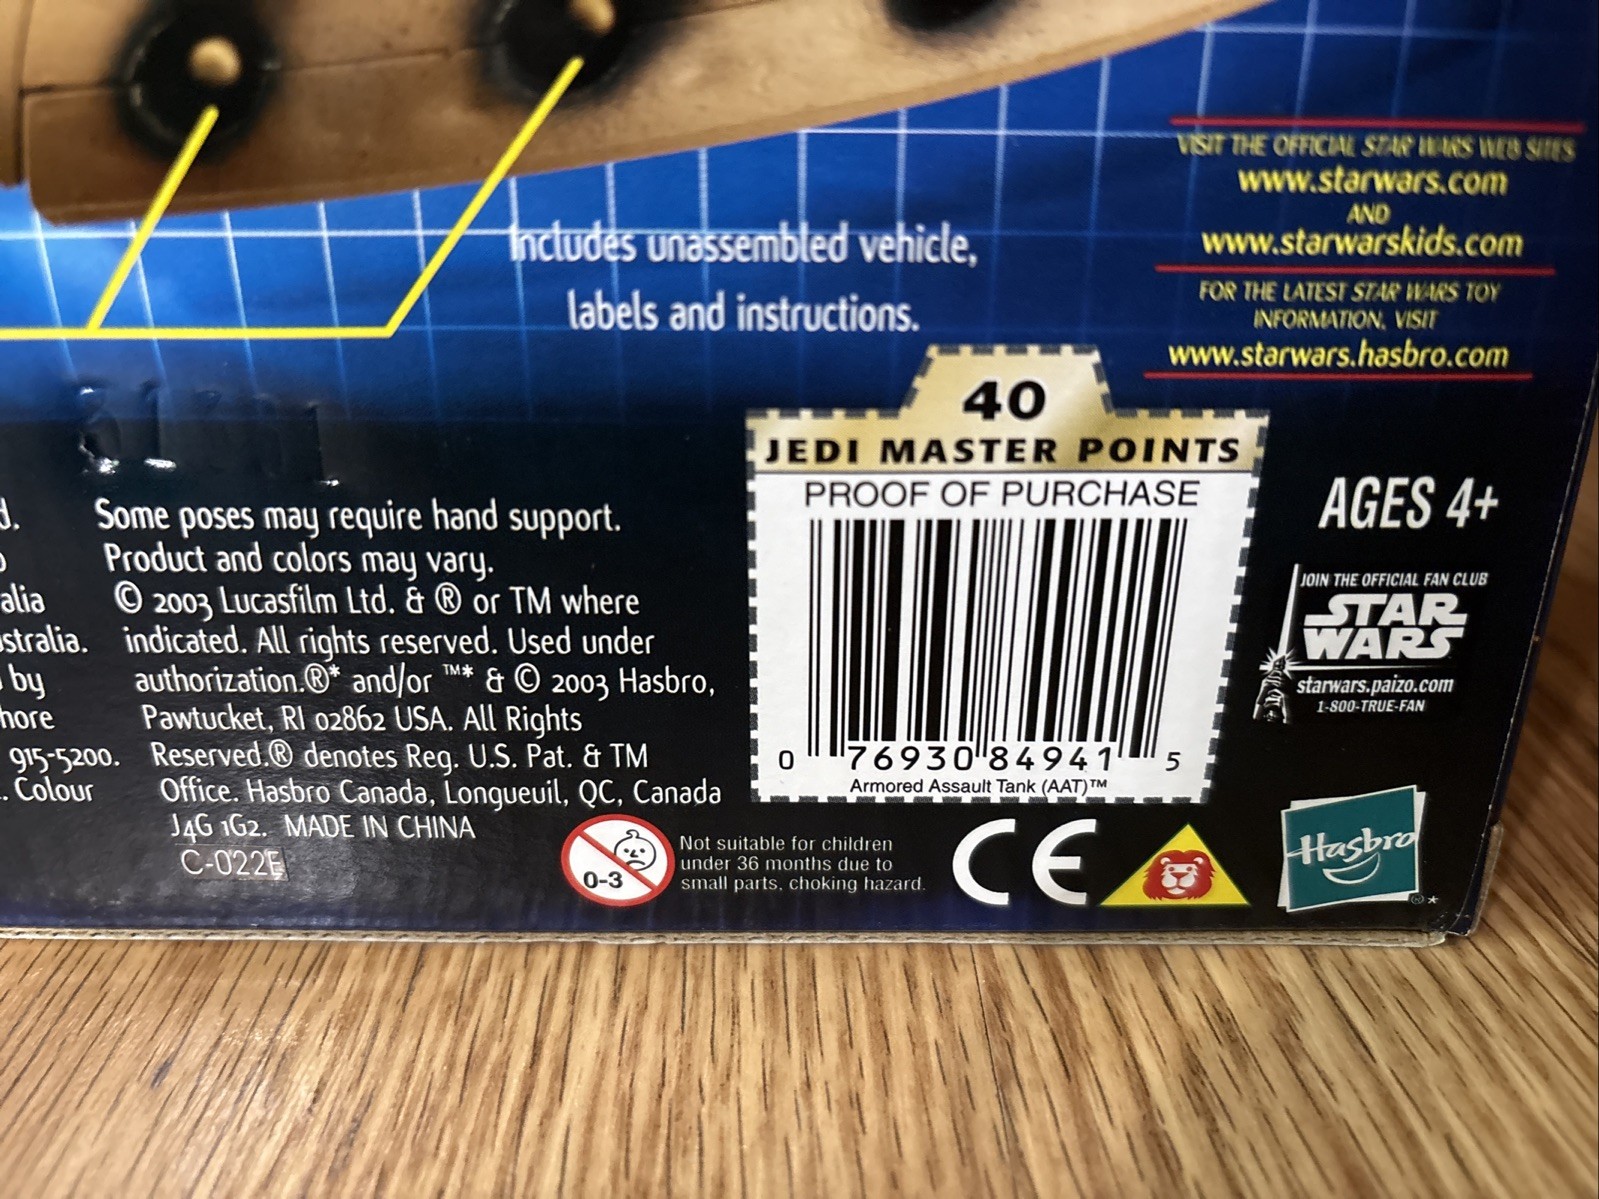 Includes unassembled vehicle,
labels and instructions.
VISIT THE OFFICIAL STAR WARS WEB SITES
www.starwars.com
AND
www.starwarskids.com
FOR THE LATEST STAR WARS TOY
INFORMATION, VISIT
www.starwars.hasbro.com
d.
alia
stralia.
by
hore
915-5200.
. Colour
Some poses may require hand support.
Product and colors may vary.
© 2003 Lucasfilm Ltd. & ® or TM where
indicated. All rights reserved. Used under
authorization.®* and/or ™* & © 2003 Hasbro,
Pawtucket, RI 02862 USA. All Rights
Reserved.® denotes Reg. U.S. Pat. & TM
Office. Hasbro Canada, Longueuil, QC, Canada
J4G 1G2. MADE IN CHINA
C-022E
40
JEDI MASTER POINTS
PROOF OF PURCHASE
0 76930 84941 5
Armored Assault Tank (AAT)™
AGES 4+
JOIN THE OFFICIAL FAN CLUB
STAR
WARS
starwars.paizo.com
1-800-TRUE-FAN
0-3
Not suitable for children
under 36 months due to
small parts, choking hazard.
CE
Hasbro
®*